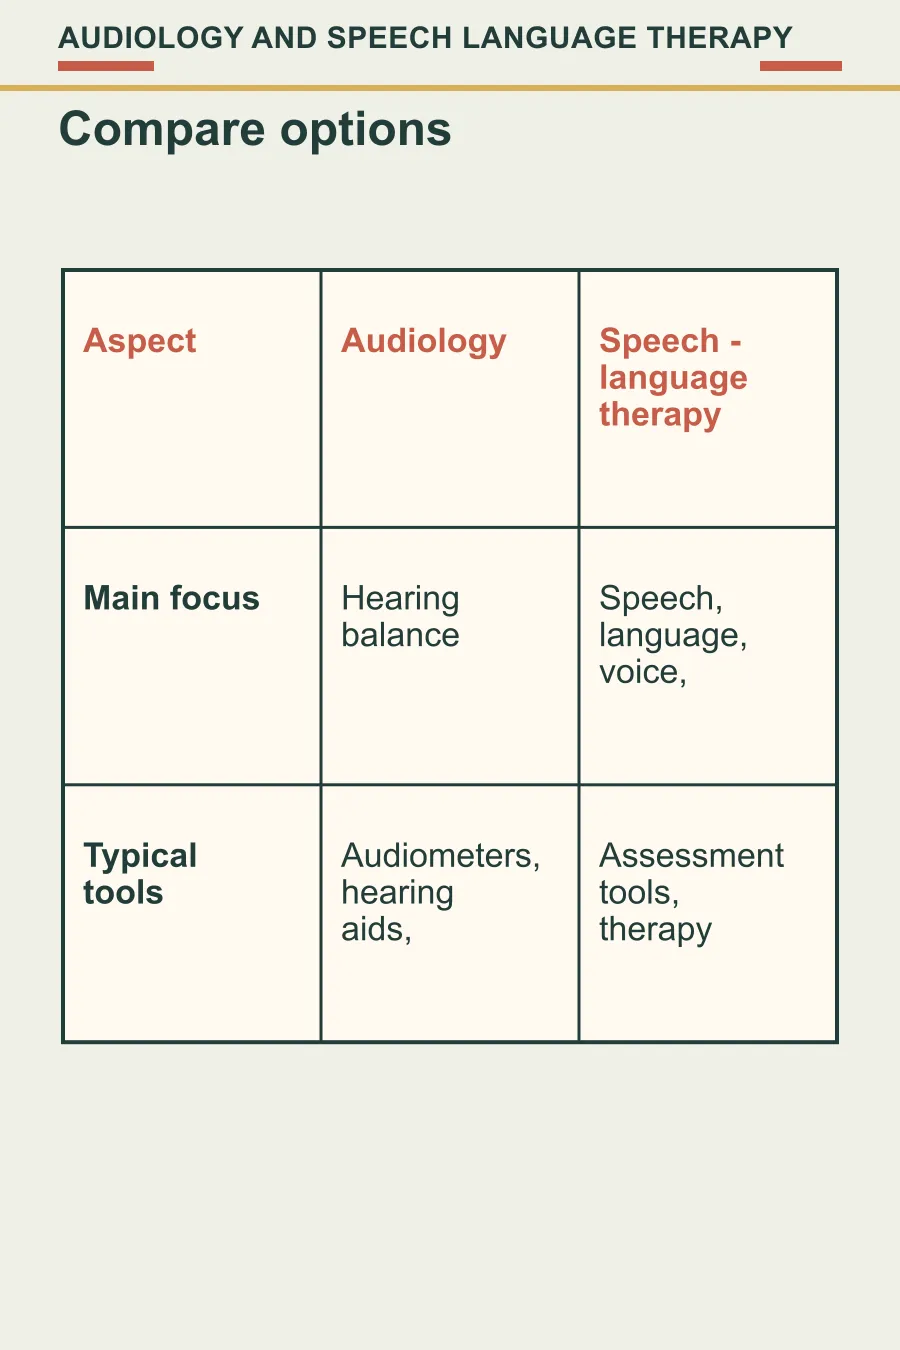 AUDIOLOGY AND SPEECH LANGUAGE THERAPY
Compare options
Aspect
Audiology
Speech -
language
therapy
Main focus
Hearing
balance
Speech,
language,
voice,
Typical
tools
Audiometers,
hearing
aids,
Assessment
tools,
therapy